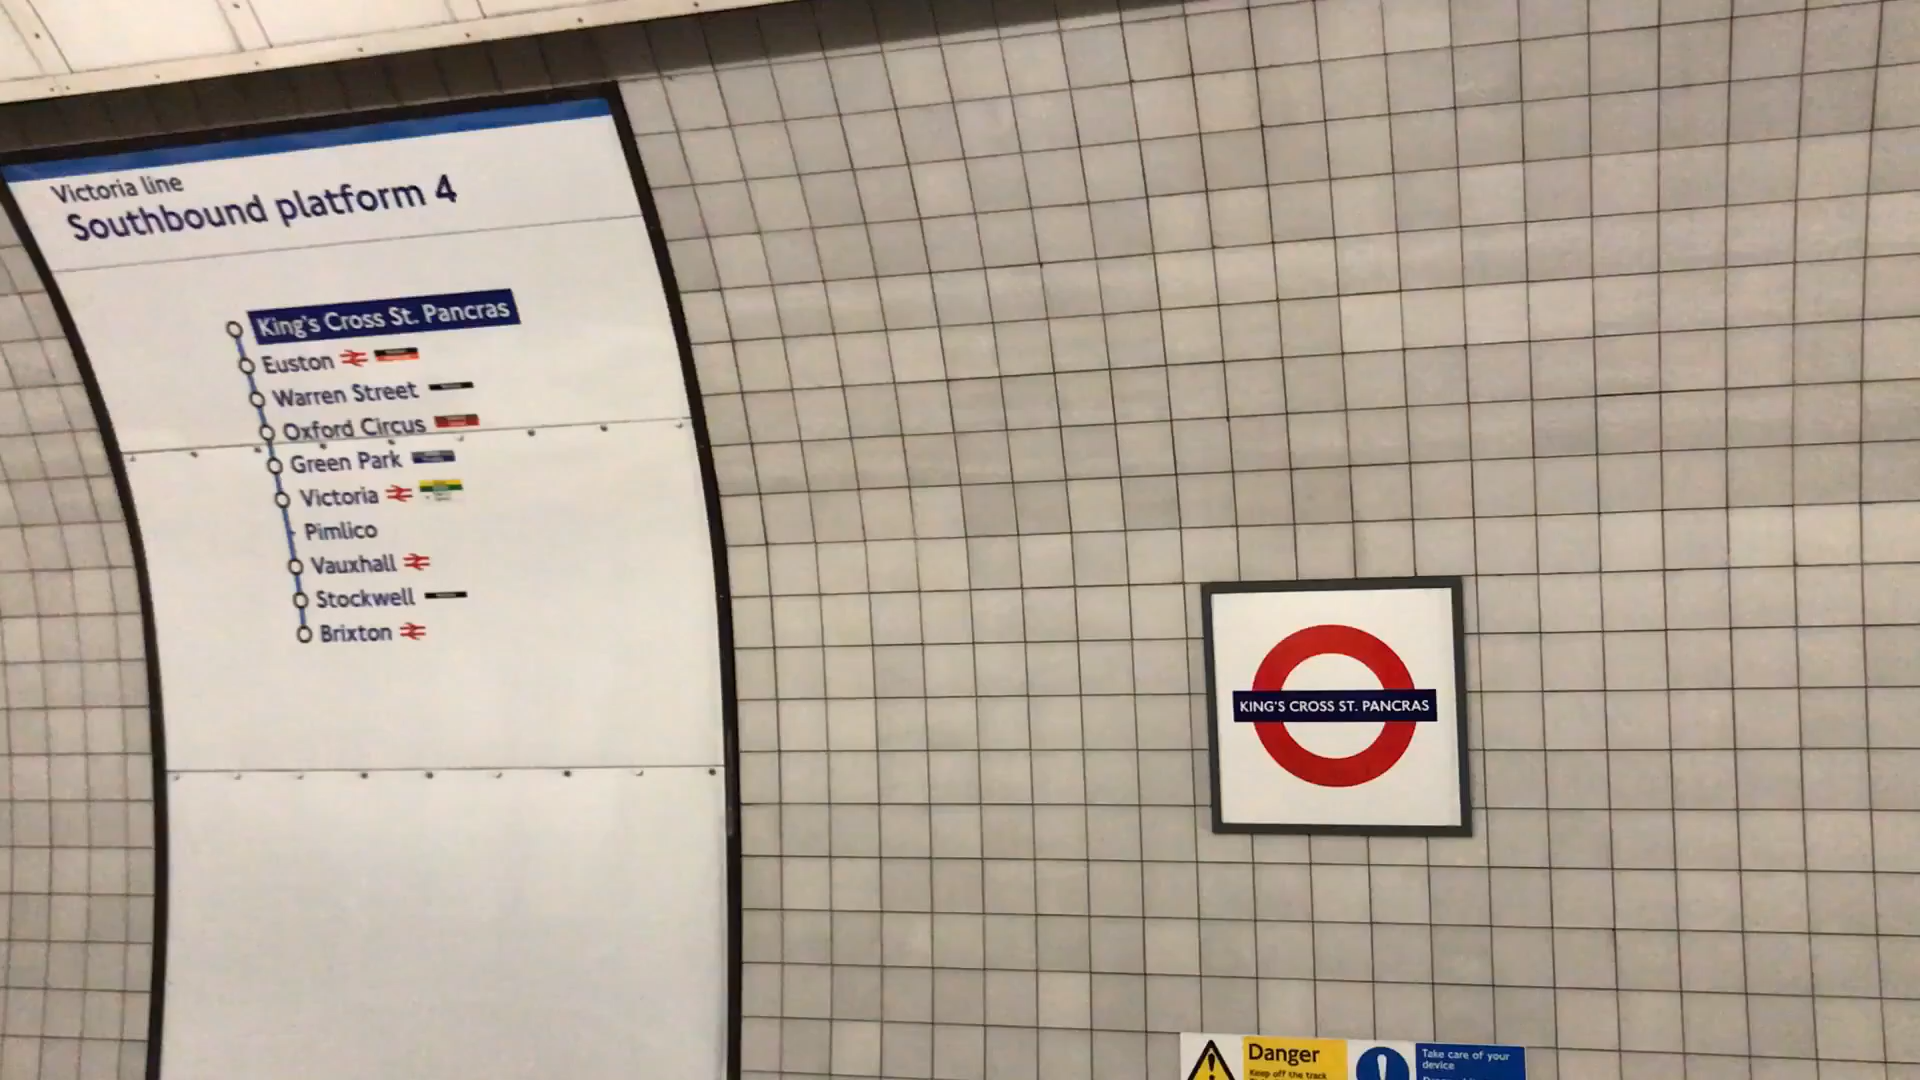 Victoria line
Southbound platform 4
King's Cross St. Pancras
Euston
Warren Street
Oxford Circus
Green Park
Victoria
Pimlico
Vauxhall
Stockwell
Brixton
KING'S CROSS ST. PANCRAS
Danger
Keep off the track
Take care of your
device